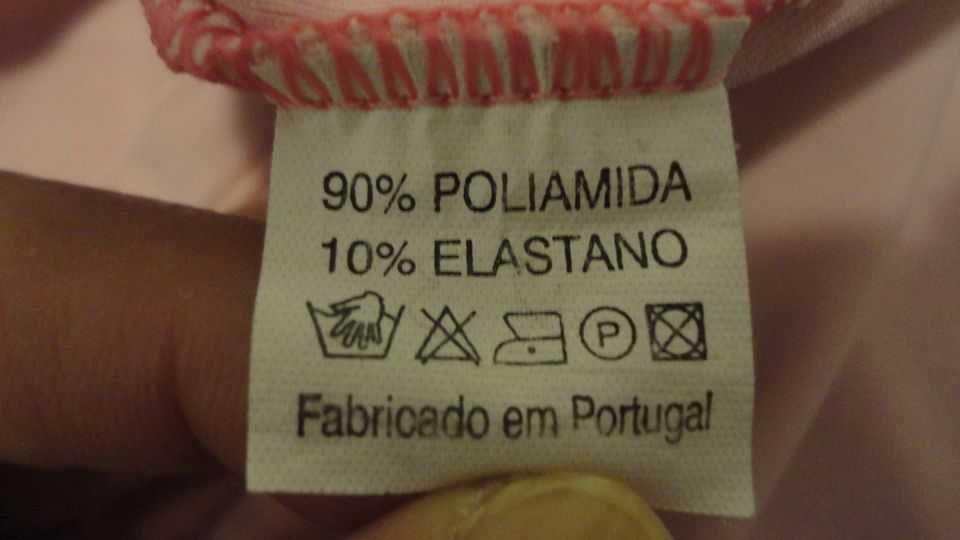 90% POLIAMIDA
10% ELASTANO
P
Fabricado em Portugal